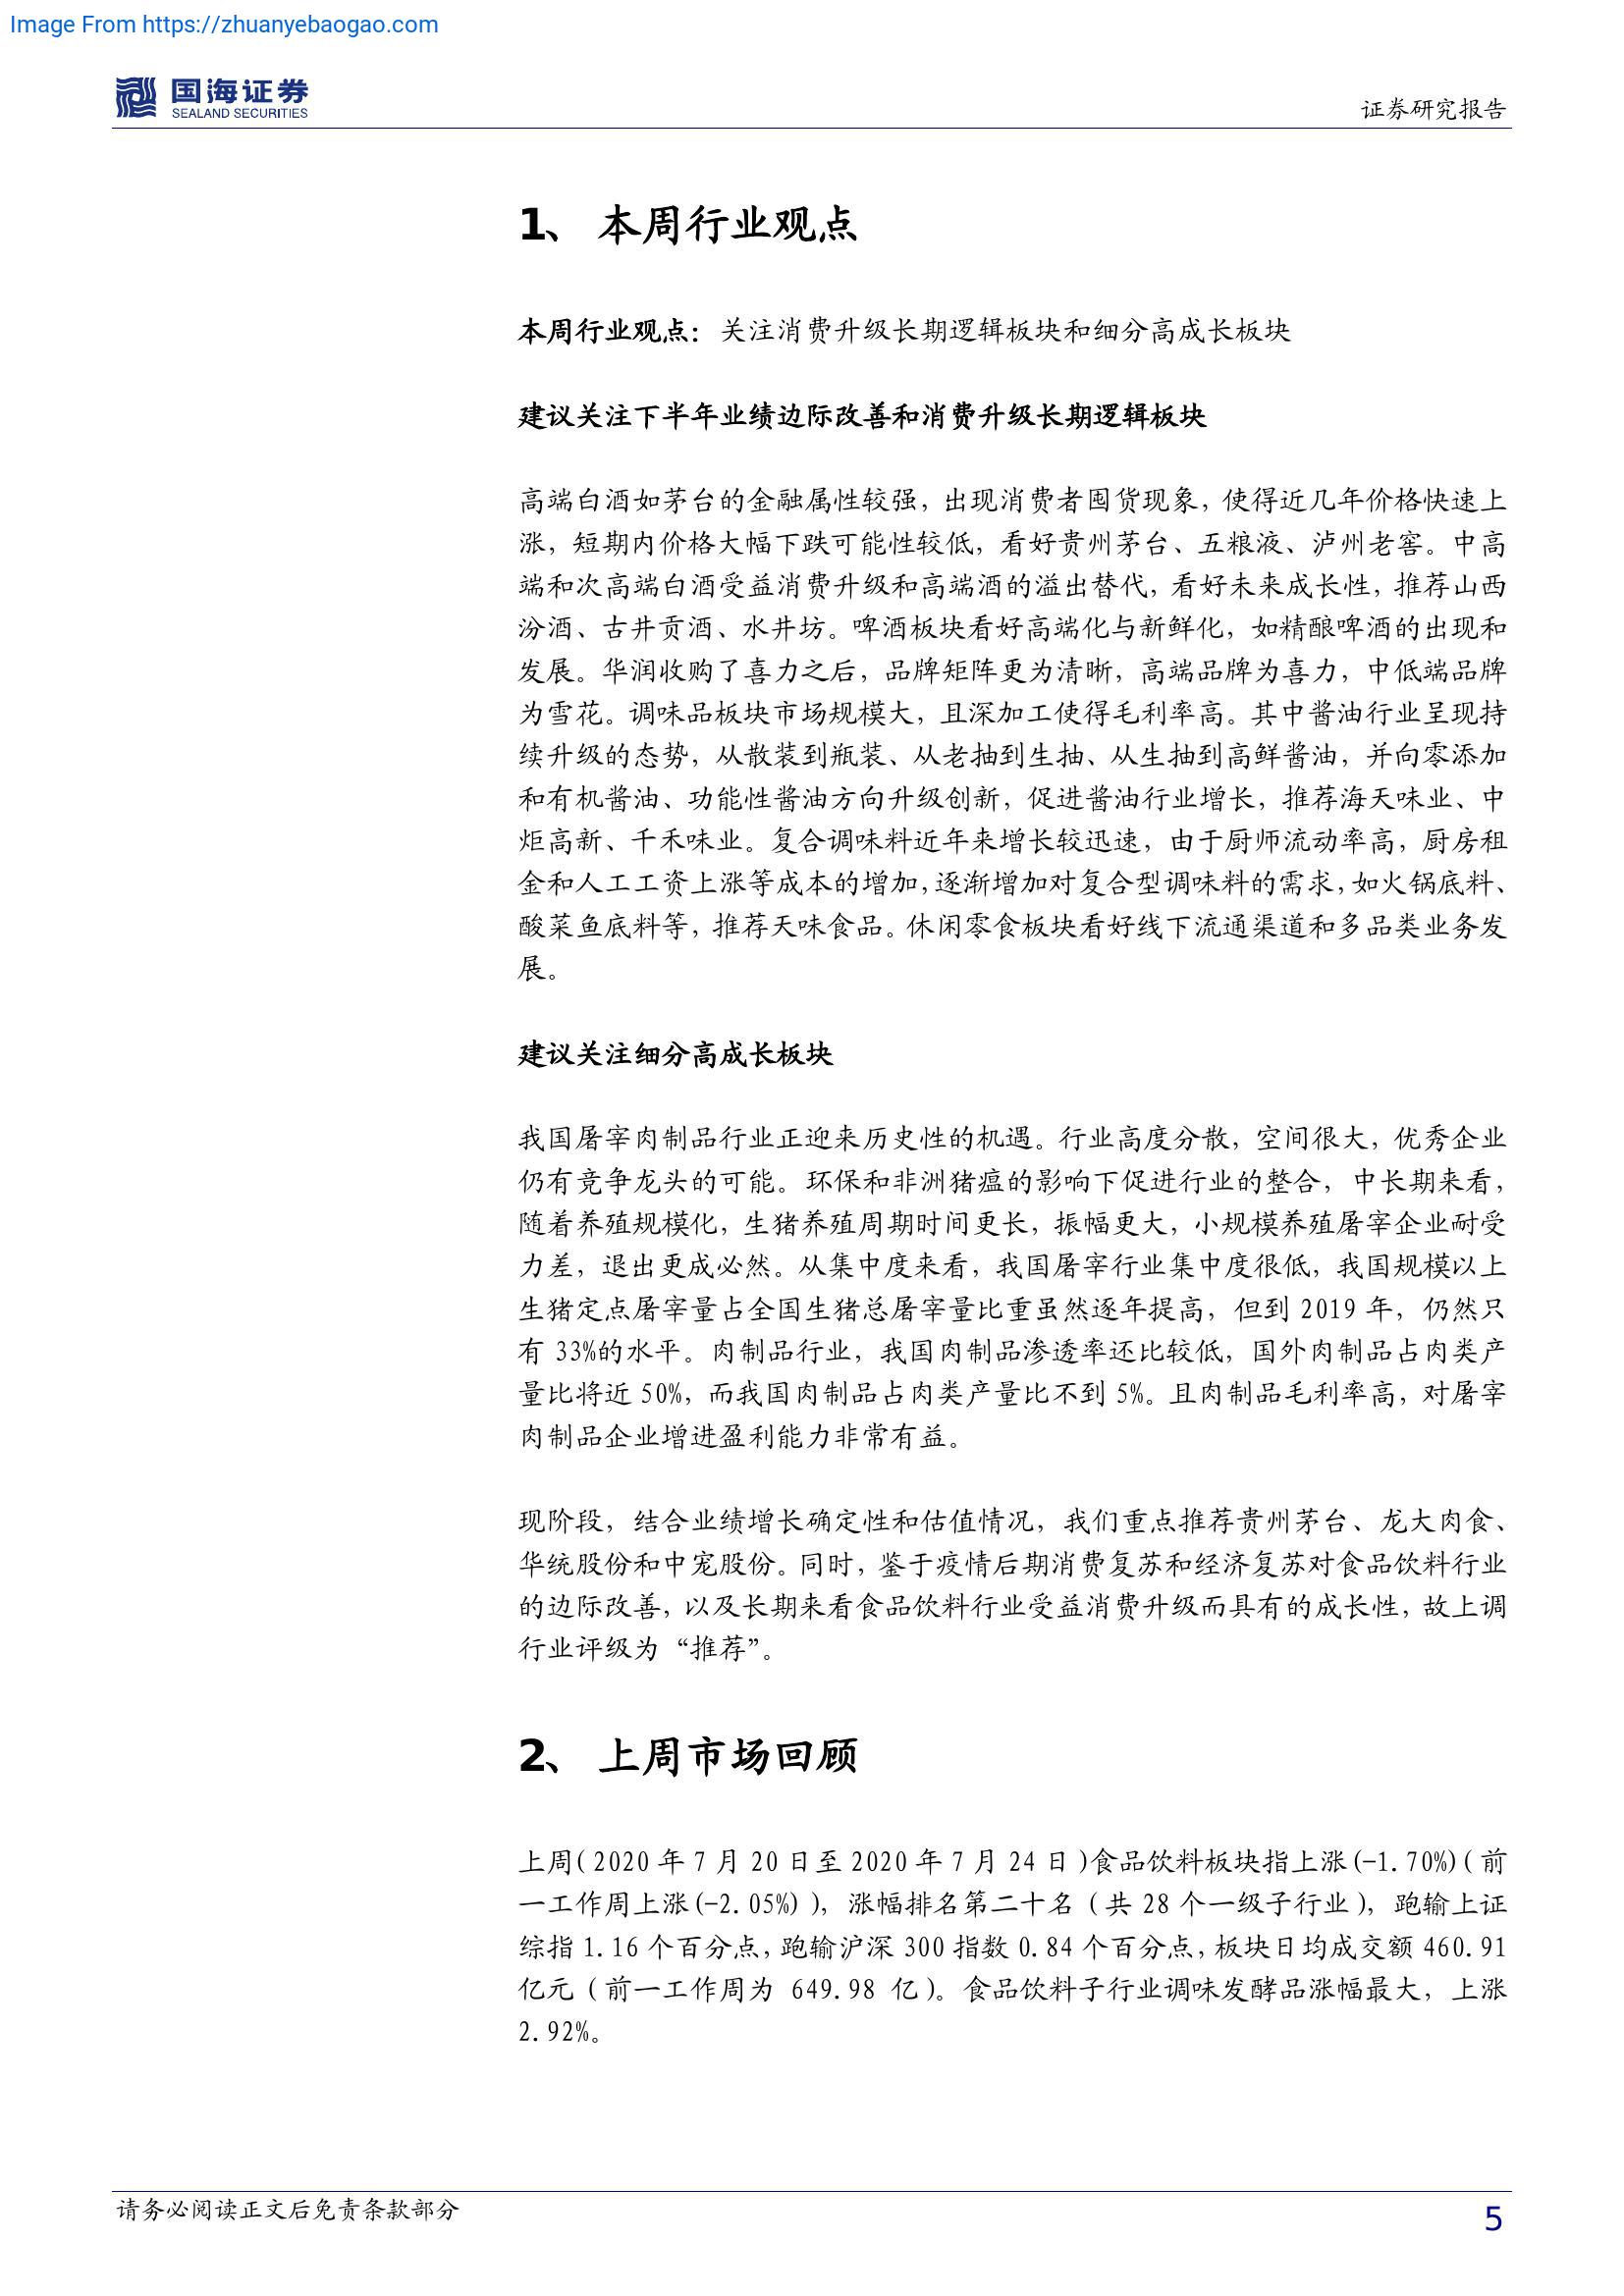 Image From https://zhuanyebaogao.com
国海证券
SEALAND SECURITIES
证券研究报告
1、 本周行业观点
本周行业观点：关注消费升级长期逻辑板块和细分高成长板块
建议关注下半年业绩边际改善和消费升级长期逻辑板块
高端白酒如茅台的金融属性较强，出现消费者囤货现象，使得近几年价格快速上
涨，短期内价格大幅下跌可能性较低，看好贵州茅台、五粮液、泸州老窖。中高
端和次高端白酒受益消费升级和高端酒的溢出替代，看好未来成长性，推荐山西
汾酒、古井贡酒、水井坊。啤酒板块看好高端化与新鲜化，如精酿啤酒的出现和
发展。华润收购了喜力之后，品牌矩阵更为清晰，高端品牌为喜力，中低端品牌
为雪花。调味品板块市场规模大，且深加工使得毛利率高。其中酱油行业呈现持
续升级的态势，从散装到瓶装、从老抽到生抽、从生抽到高鲜酱油，并向零添加
和有机酱油、功能性酱油方向升级创新，促进酱油行业增长，推荐海天味业、中
炬高新、千禾味业。复合调味料近年来增长较迅速，由于厨师流动率高，厨房租
金和人工工资上涨等成本的增加，逐渐增加对复合型调味料的需求，如火锅底料、
酸菜鱼底料等，推荐天味食品。休闲零食板块看好线下流通渠道和多品类业务发
展。
建议关注细分高成长板块
我国屠宰肉制品行业正迎来历史性的机遇。行业高度分散，空间很大，优秀企业
仍有竞争龙头的可能。环保和非洲猪瘟的影响下促进行业的整合，中长期来看，
随着养殖规模化，生猪养殖周期时间更长，振幅更大，小规模养殖屠宰企业耐受
力差，退出更成必然。从集中度来看，我国屠宰行业集中度很低，我国规模以上
生猪定点屠宰量占全国生猪总屠宰量比重虽然逐年提高，但到 2019 年，仍然只
有 33%的水平。肉制品行业，我国肉制品渗透率还比较低，国外肉制品占肉类产
量比将近 50%，而我国肉制品占肉类产量比不到 5%。且肉制品毛利率高，对屠宰
肉制品企业增进盈利能力非常有益。
现阶段，结合业绩增长确定性和估值情况，我们重点推荐贵州茅台、龙大肉食、
华统股份和中宠股份。同时，鉴于疫情后期消费复苏和经济复苏对食品饮料行业
的边际改善，以及长期来看食品饮料行业受益消费升级而具有的成长性，故上调
行业评级为“推荐”。
2、 上周市场回顾
上周（2020 年 7 月 20 日至 2020 年 7 月 24 日）食品饮料板块指上涨(-1.70%)（前
一工作周上涨(-2.05%)），涨幅排名第二十名（共 28 个一级子行业），跑输上证
综指 1.16 个百分点，跑输沪深 300 指数 0.84 个百分点，板块日均成交额 460.91
亿元（前一工作周为 649.98 亿）。食品饮料子行业调味发酵品涨幅最大，上涨
2.92%。
请务必阅读正文后免责条款部分
5